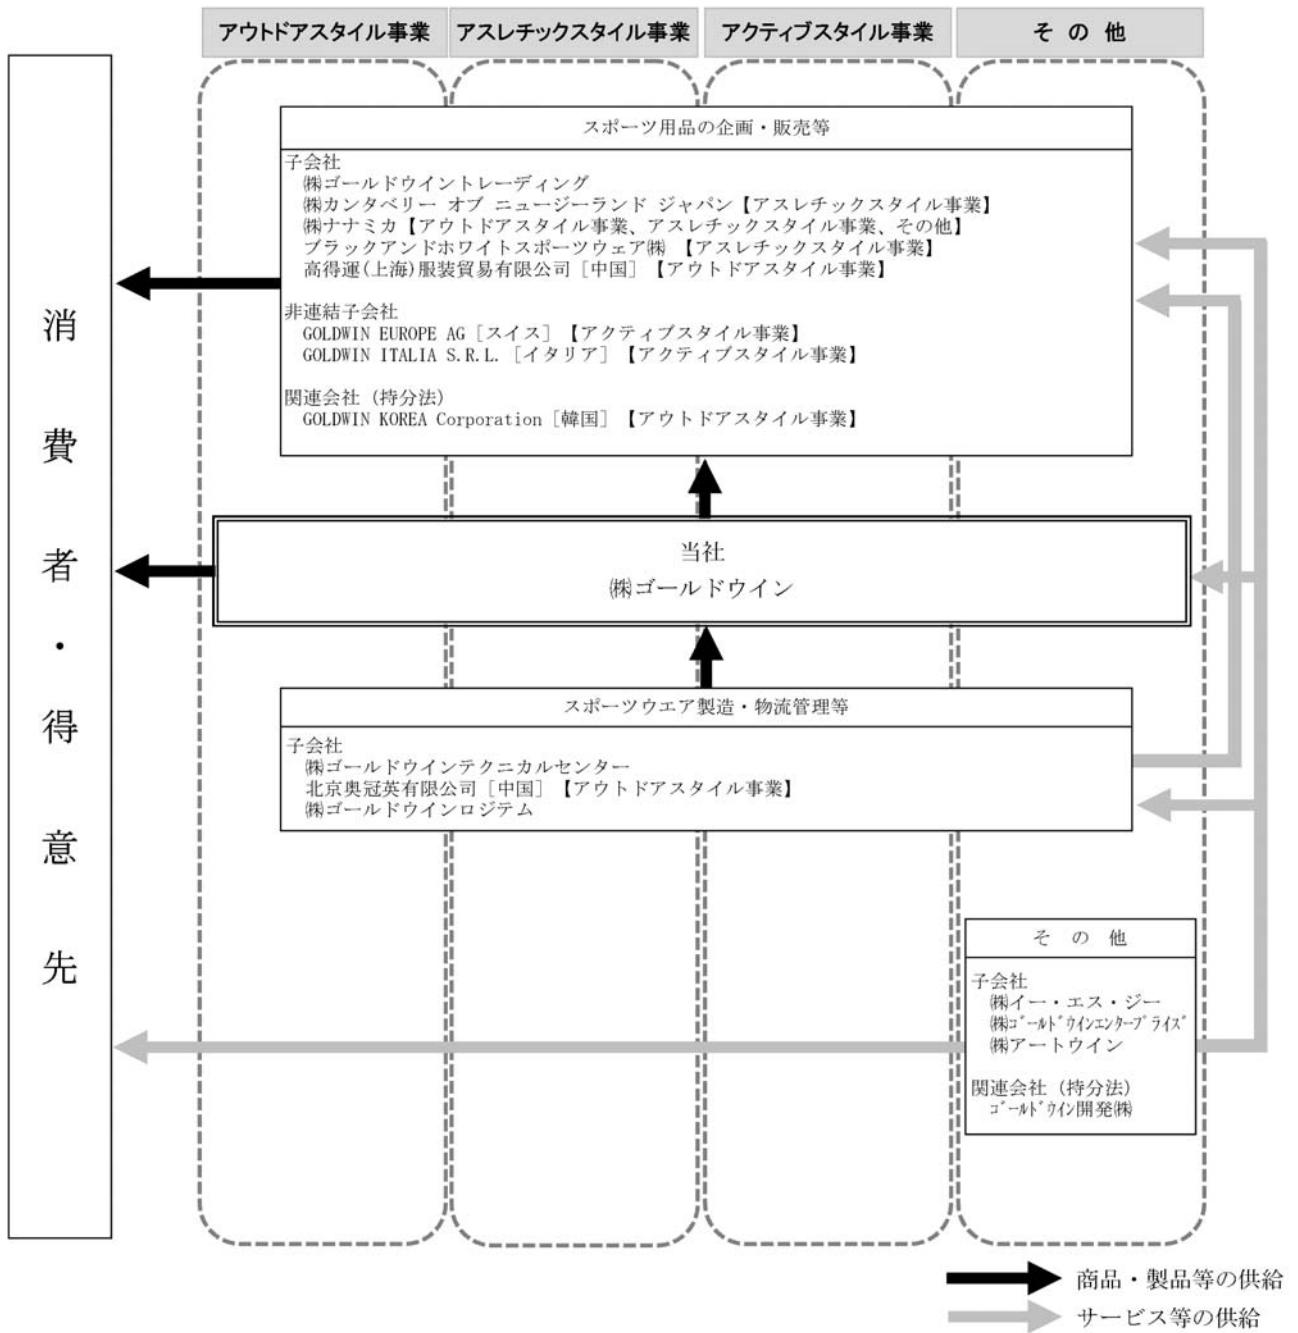 アウトドアスタイル事業
アスレチックスタイル事業
アクティブスタイル事業
その他
消費者・得意先
スポーツ用品の企画・販売等
子会社
㈱ゴールドウイントレーディング
㈱カンタベリー オブ ニュージーランド ジャパン【アスレチックスタイル事業】
㈱ナナミカ【アウトドアスタイル事業、アスレチックスタイル事業、その他】
ブラックアンドホワイトスポーツウェア㈱ 【アスレチックスタイル事業】
高得運(上海)服装貿易有限公司［中国］【アウトドアスタイル事業】
非連結子会社
GOLDWIN EUROPE AG［スイス］【アクティブスタイル事業】
GOLDWIN ITALIA S.R.L.［イタリア］【アクティブスタイル事業】
関連会社（持分法）
GOLDWIN KOREA Corporation［韓国］【アウトドアスタイル事業】
当社
㈱ゴールドウイン
スポーツウエア製造・物流管理等
子会社
㈱ゴールドウインテクニカルセンター
北京奥冠英有限公司［中国］【アウトドアスタイル事業】
㈱ゴールドウインロジテム
その他
子会社
㈱イー・エス・ジー
㈱ｺﾞｰﾙﾄﾞｳｲﾝｴﾝﾀｰﾌﾟﾗｲｽﾞ
㈱アートウイン
関連会社（持分法）
ｺﾞｰﾙﾄﾞｳｲﾝ開発㈱
商品・製品等の供給
サービス等の供給